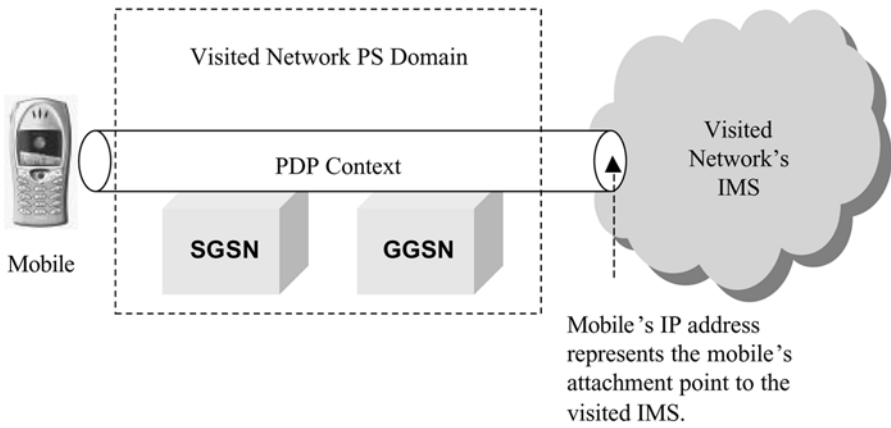 Visited Network PS Domain
PDP Context
SGSN
GGSN
Mobile
Visited
Network's
IMS
Mobile's IP address
represents the mobile's
attachment point to the
visited IMS.